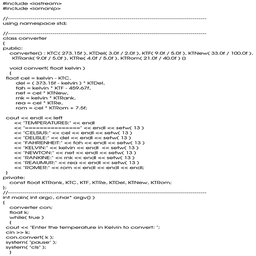 #include <iostream>
#include <iomanip>
//--------------------------------------------------------------------------------------------------
using namespace std;
//--------------------------------------------------------------------------------------------------
class converter
{
public:
converter() : KTC( 273.15f ), KTDel( 3.0f / 2.0f ), KTF( 9.0f / 5.0f ), KTNew( 33.0f / 100.0f ),
KTRank( 9.0f / 5.0f ), KTRe( 4.0f / 5.0f ), KTRom( 21.0f / 40.0f ) {}
void convert( float kelvin )
{
float cel = kelvin - KTC,
del = ( 373.15f - kelvin ) * KTDel,
fah = kelvin * KTF - 459.67f,
net = cel * KTNew,
rnk = kelvin * KTRank,
rea = cel * KTRe,
rom = cel * KTRom + 7.5f;
cout << endl << left
<< "TEMPERATURES:" << endl
<< "===============" << endl << setw( 13 )
<< "CELSIUS:" << cel << endl << setw( 13 )
<< "DELISLE:" << del << endl << setw( 13 )
<< "FAHRENHEIT:" << fah << endl << setw( 13 )
<< "KELVIN:" << kelvin << endl << setw( 13 )
<< "NEWTON:" << net << endl << setw( 13 )
<< "RANKINE:" << rnk << endl << setw( 13 )
<< "REAUMUR:" << rea << endl << setw( 13 )
<< "ROMER:" << rom << endl << endl << endl;
}
private:
const float KTRank, KTC, KTF, KTRe, KTDel, KTNew, KTRom;
};
//--------------------------------------------------------------------------------------------------
int main( int argc, char* argv[] )
{
converter con;
float k;
while( true )
{
cout << "Enter the temperature in Kelvin to convert: ";
cin >> k;
con.convert( k );
system( "pause" );
system( "cls" );
}